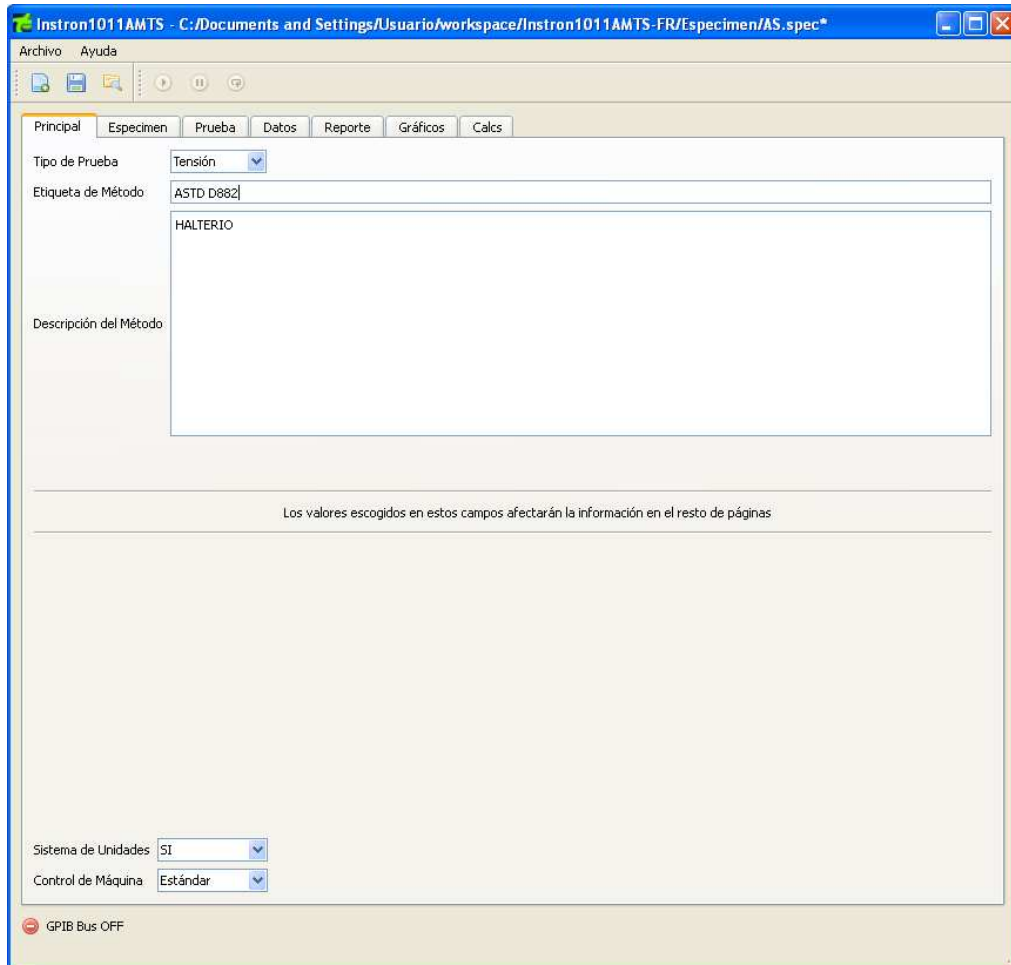 Instron1011AMTS - C:/Documents and Settings/Usuario/workspace/Instron1011AMTS-FR/Especimen/AS.spec*
Archivo Ayuda
Principal Especimen Prueba Datos Reporte Gráficos Calcs
Tipo de Prueba Tensión
Etiqueta de Método ASTD D882
HALTERIO
Descripción del Método
Los valores escogidos en estos campos afectarán la información en el resto de páginas
Sistema de Unidades SI
Control de Máquina Estándar
GPIB Bus OFF